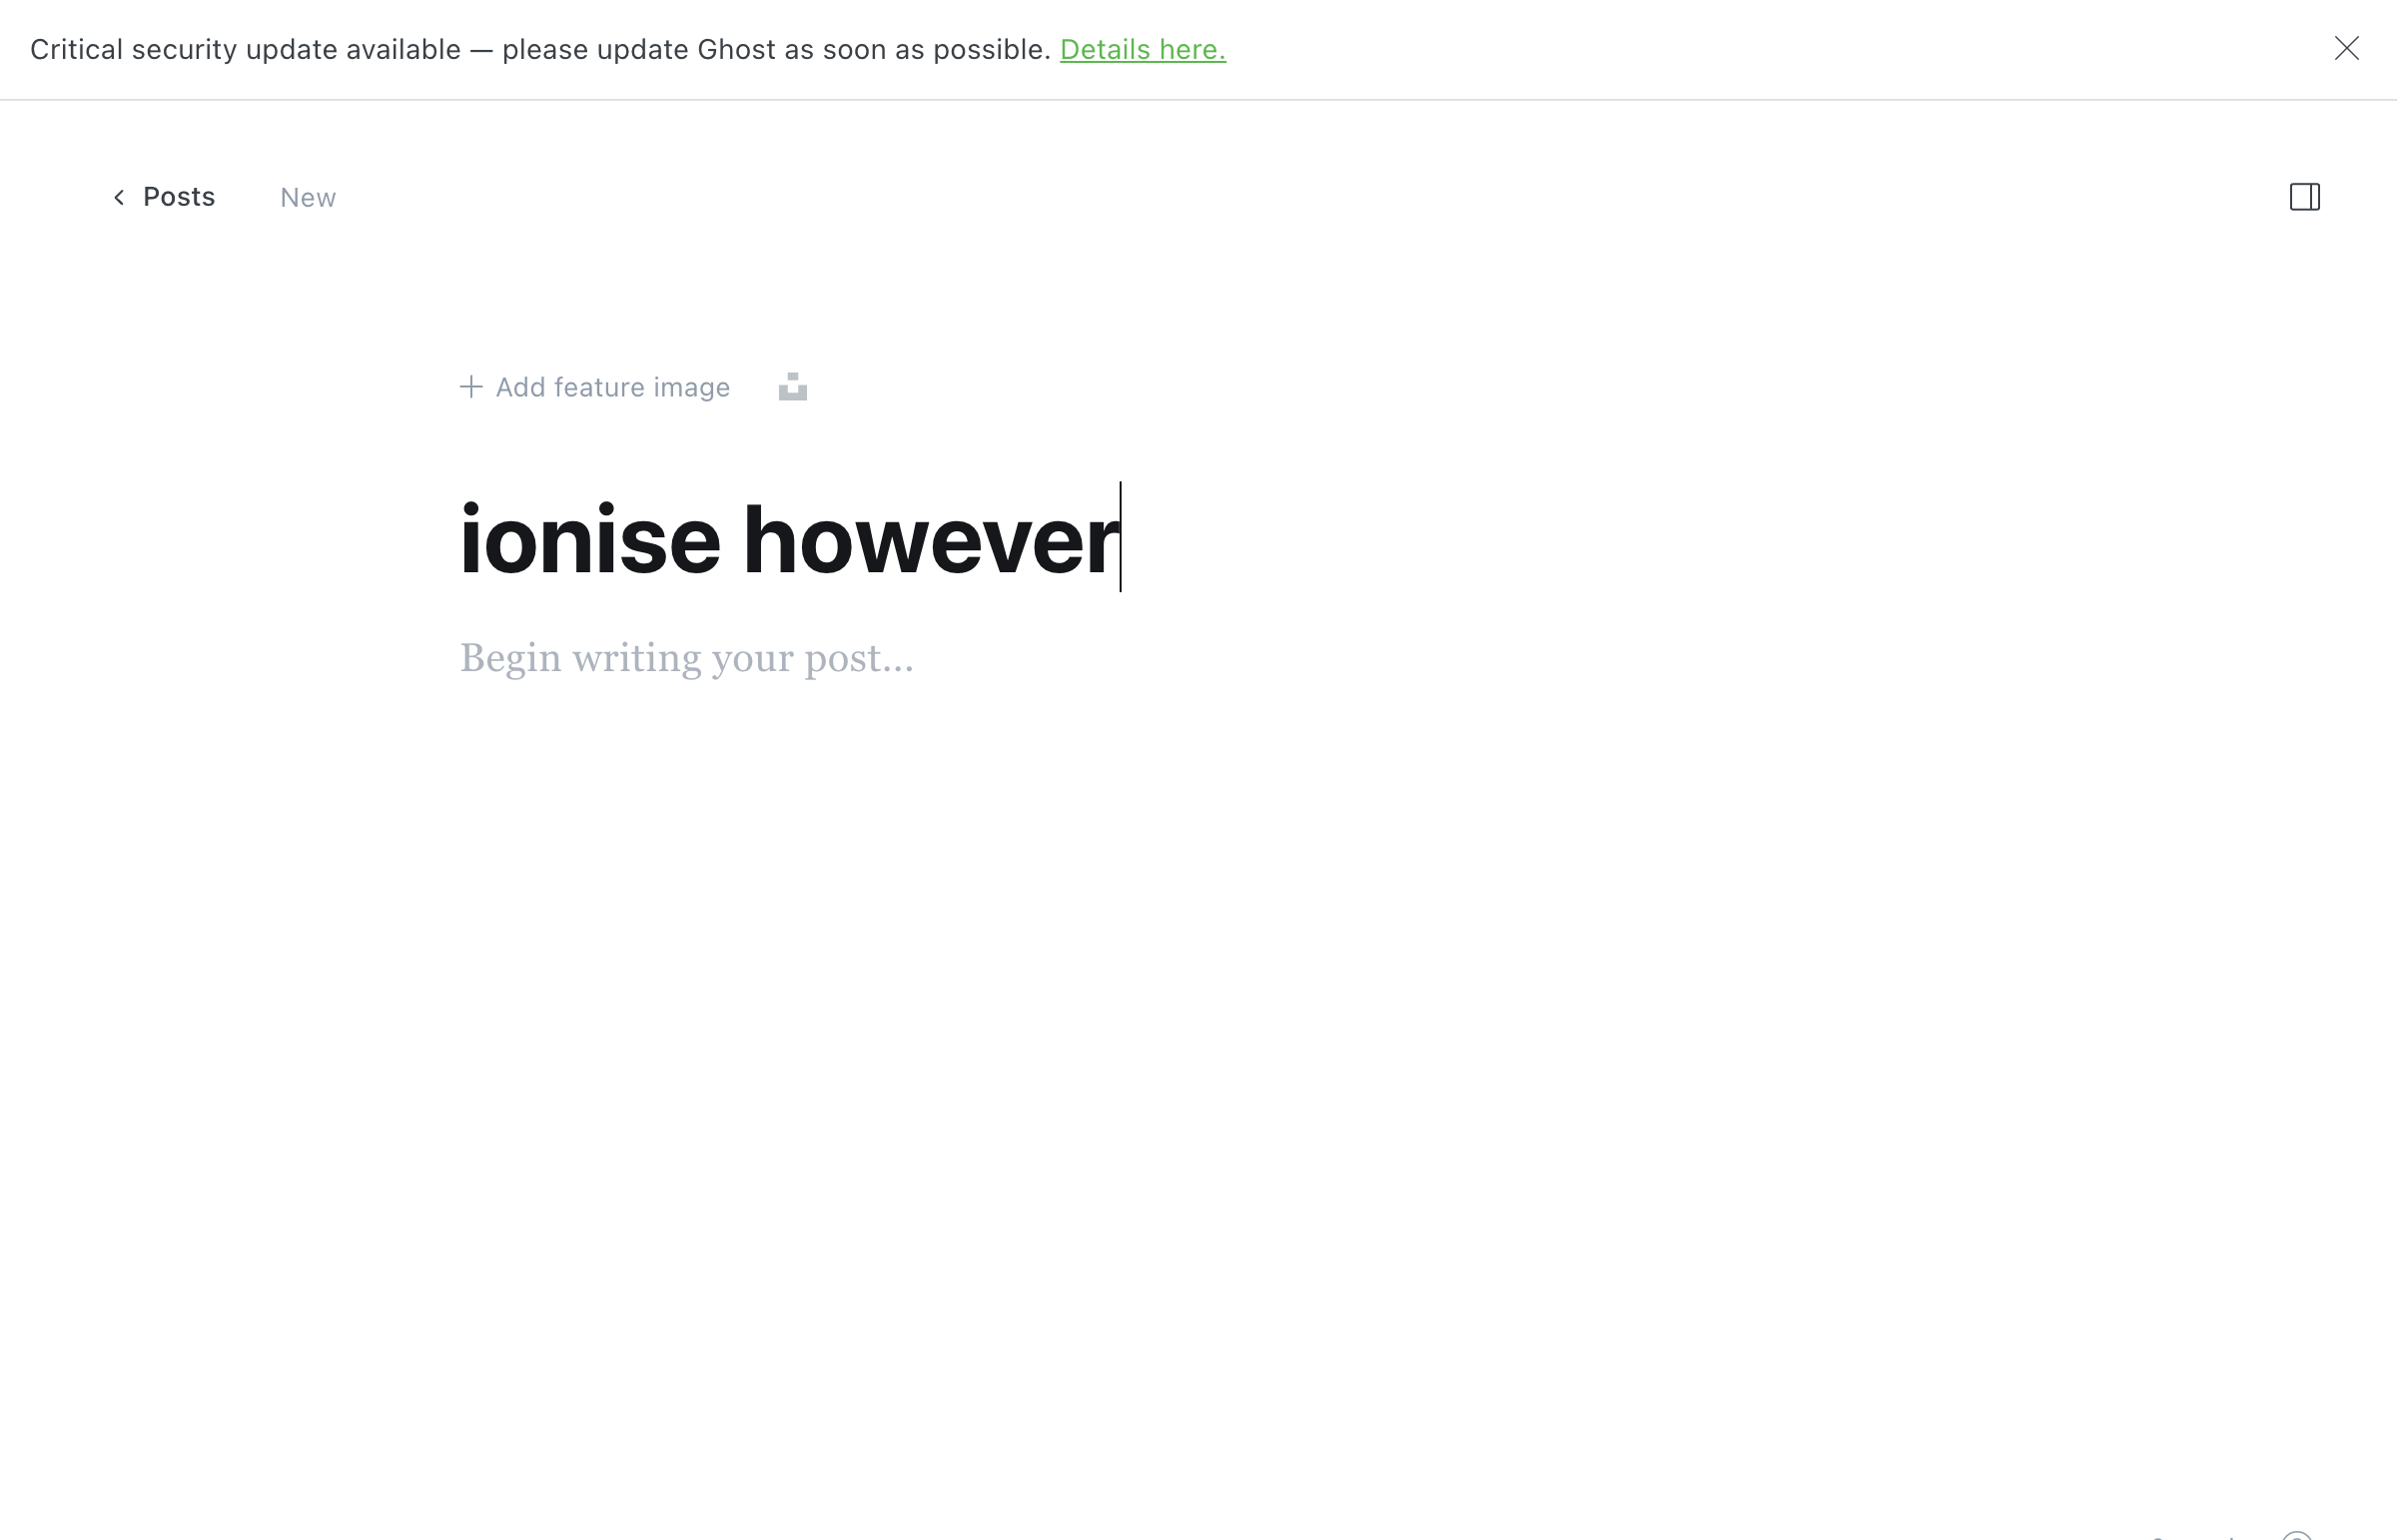 Critical security update available — please update Ghost as soon as possible. Details here.
Posts New
Add feature image
ionise however
Begin writing your post...